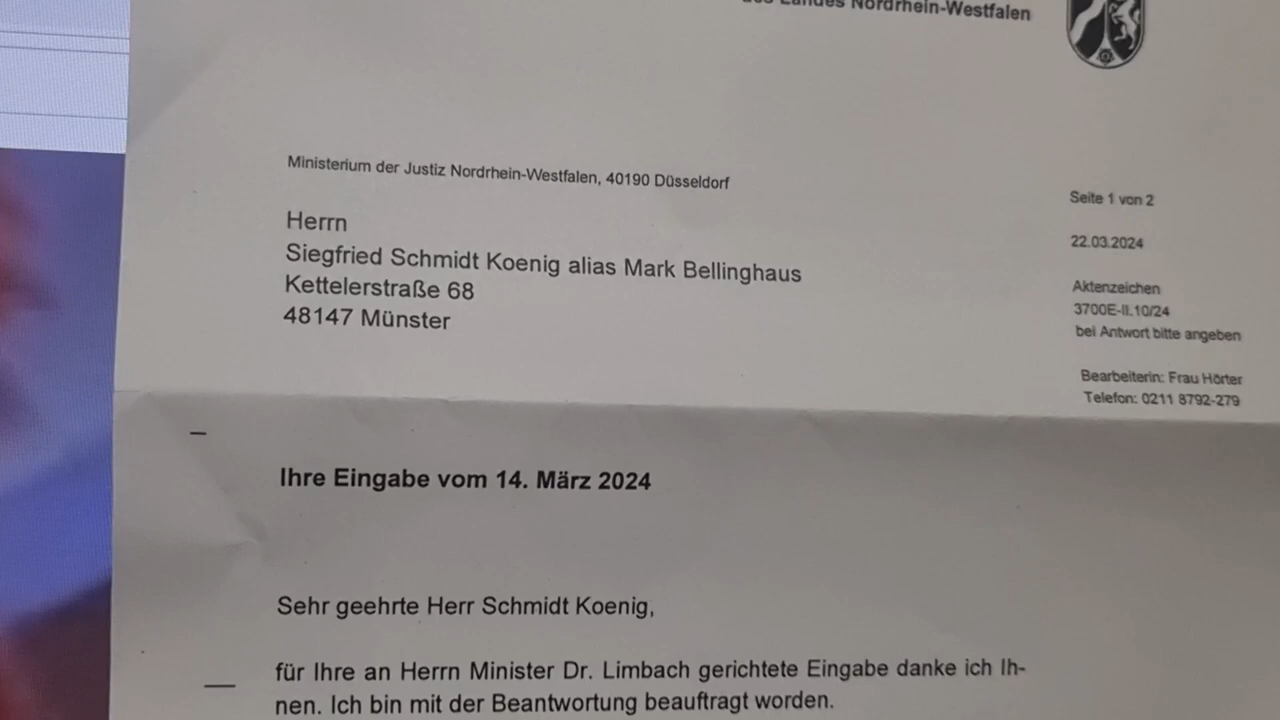 des Landes Nordrhein-Westfalen
Ministerium der Justiz Nordrhein-Westfalen, 40190 Düsseldorf
Herrn
Siegfried Schmidt Koenig alias Mark Bellinghaus
Kettelerstraße 68
48147 Münster
Seite 1 von 2
22.03.2024
Aktenzeichen
3700E-II.10/24
bei Antwort bitte angeben
Bearbeiterin: Frau Hörter
Telefon: 0211 8792-279
Ihre Eingabe vom 14. März 2024
Sehr geehrte Herr Schmidt Koenig,
für Ihre an Herrn Minister Dr. Limbach gerichtete Eingabe danke ich Ih-
nen. Ich bin mit der Beantwortung beauftragt worden.